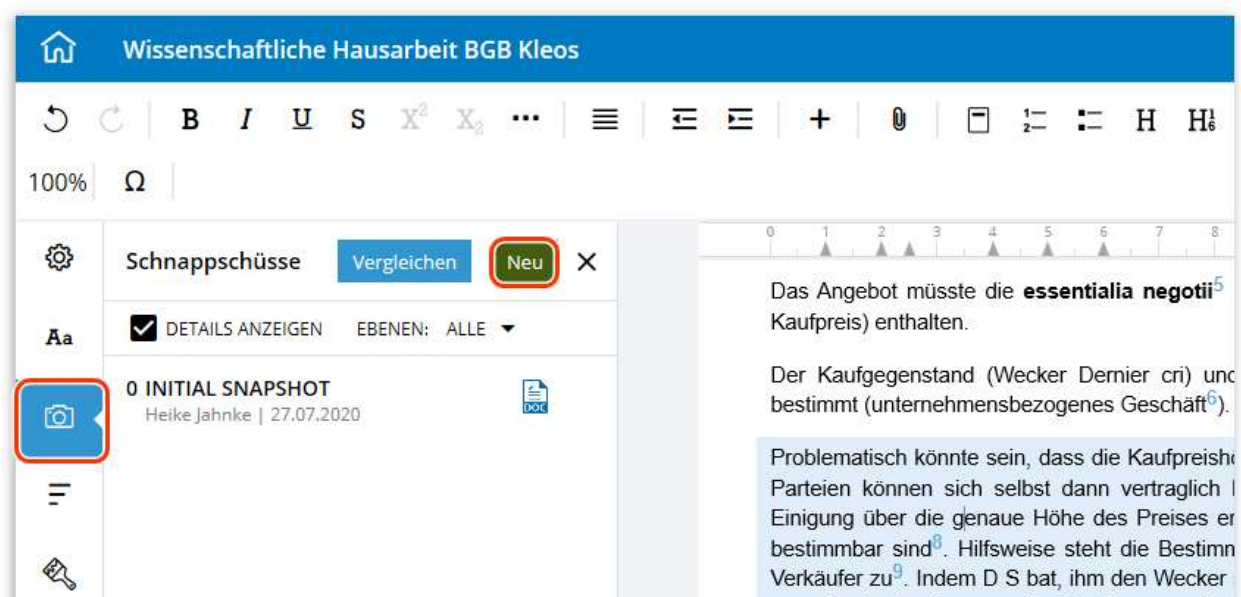 Wissenschaftliche Hausarbeit BGB Kleos
B I U S X² X₂ ••• 1 2 H H 1 6
100% Ω
Schnappschüsse Vergleichen Neu
Aa DETAILS ANZEIGEN EBENEN: ALLE
0 INITIAL SNAPSHOT
DOC
Heike Jahnke | 27.07.2020
0 1 2 3 4 5 6 7 8
Das Angebot müsste die essentialia negotii⁵
Kaufpreis) enthalten.
Der Kaufgegenstand (Wecker Dernier cri)
bestimmt (unternehmensbezogenes Geschäft⁶).
Problematisch könnte sein, dass die
Parteien können sich selbst dann vertraglich
Einigung über die genaue Höhe des Preises
bestimmbar sind⁸. Hilfsweise steht die
Verkäufer zu⁹. Indem D S bat, ihm den Wecker